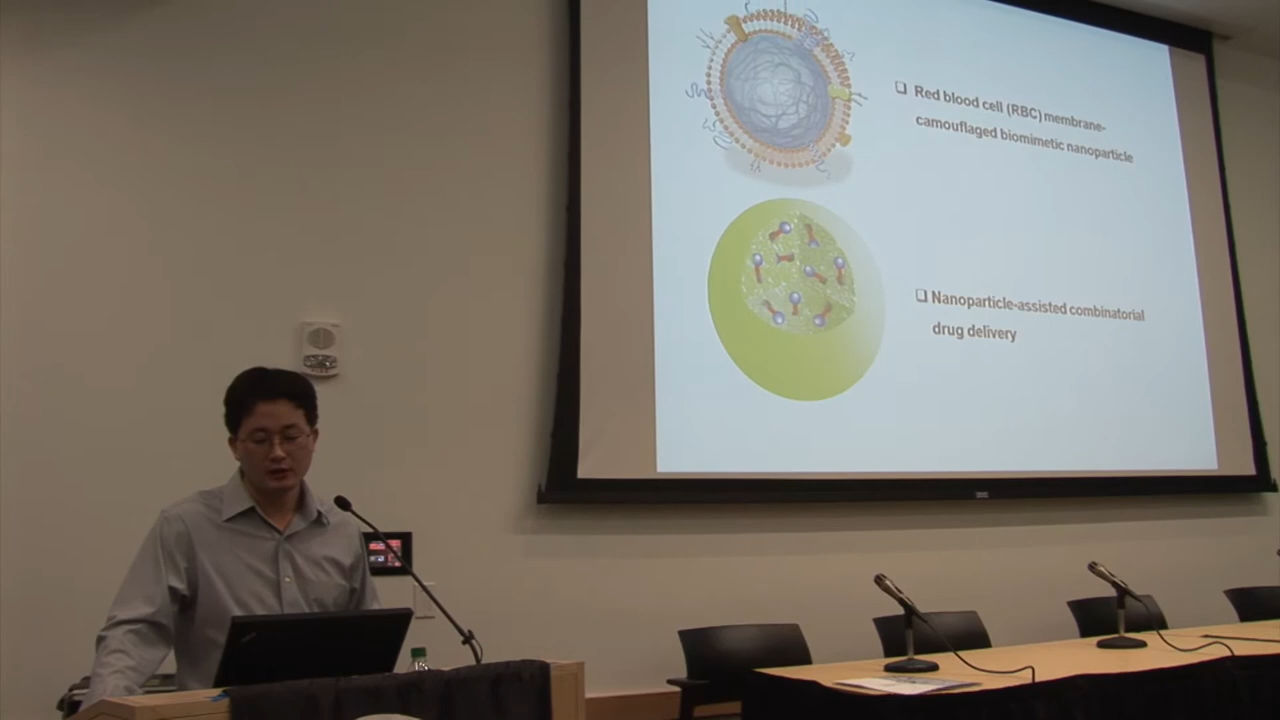 ❑ Red blood cell (RBC) membrane-
camouflaged biomimetic nanoparticle
❑ Nanoparticle-assisted combinatorial
drug delivery